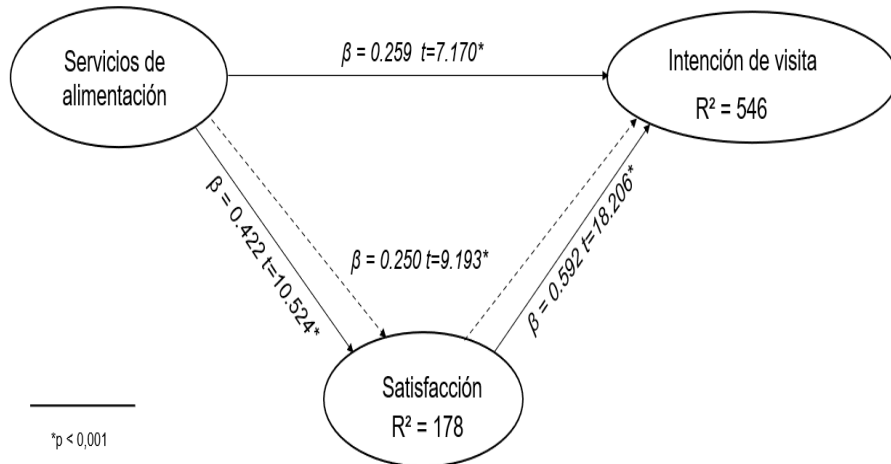 Servicios de
alimentación
β = 0.259 t=7.170*
Intención de visita
R² = 546
β = 0.422 t=10.524*
β = 0.250 t=9.193*
β = 0.592 t=18.206*
Satisfacción
R² = 178
*p < 0,001